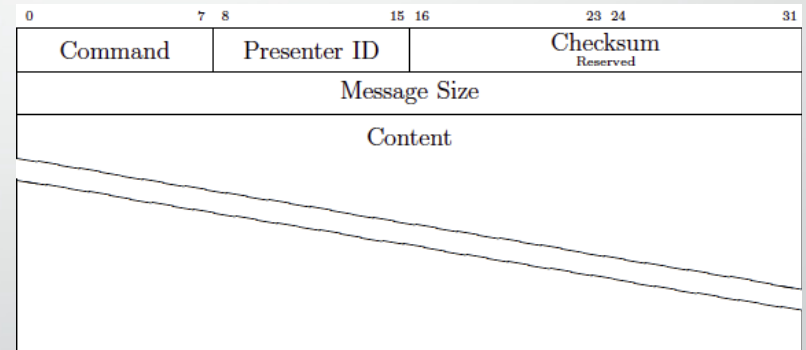 0 7 8 15 16 23 24 31
Command Presenter ID Checksum
Reserved
Message Size
Content